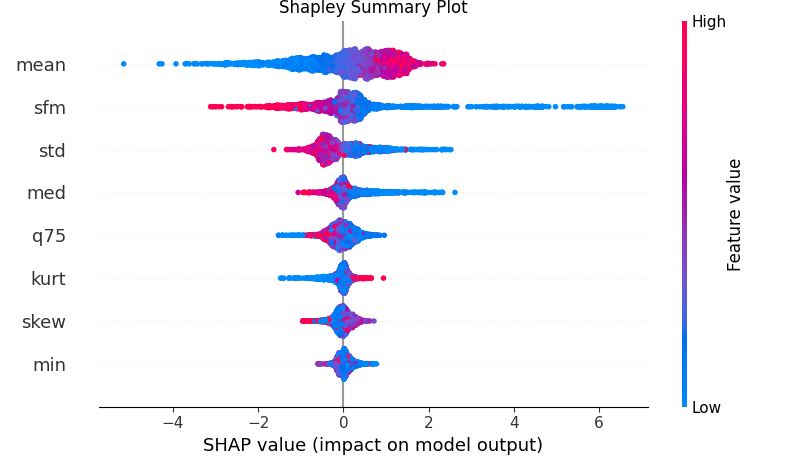 Shapley Summary Plot
High
mean
sfm
std
med
q75
kurt
skew
min
Feature value
Low
−4 −2 0 2 4 6
SHAP value (impact on model output)